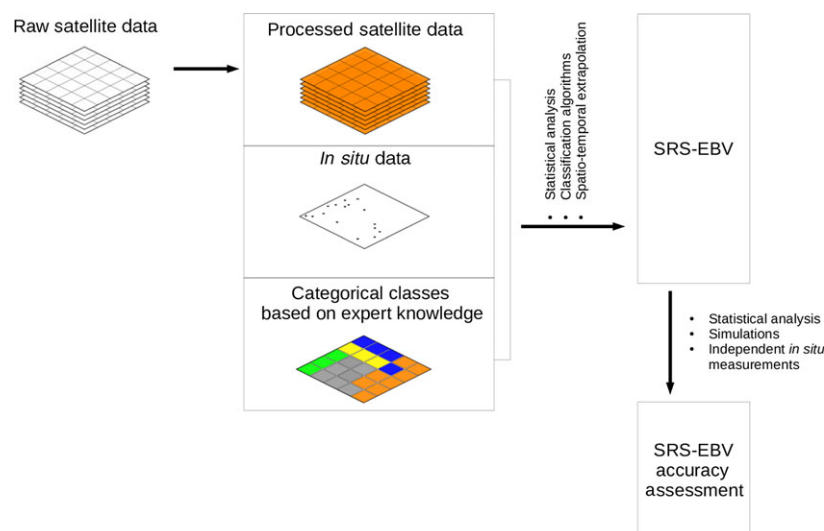 Raw satellite data
Processed satellite data
In situ data
Categorical classes
based on expert knowledge
Statistical analysis
Classification algorithms
Spatio-temporal extrapolation
SRS-EBV
• Statistical analysis
• Simulations
• Independent in situ
measurements
SRS-EBV
accuracy
assessment